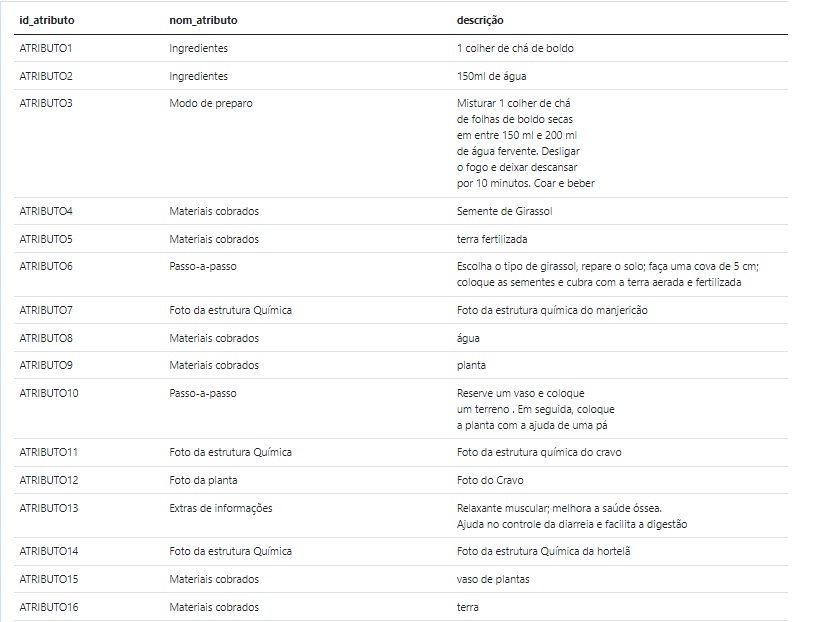 id_atributo nom_atributo descrição
ATRIBUTO1 Ingredientes 1 colher de chá de boldo
ATRIBUTO2 Ingredientes 150ml de água
ATRIBUTO3 Modo de preparo Misturar 1 colher de chá
de folhas de boldo secas
em entre 150 ml e 200 ml
de água fervente. Desligar
o fogo e deixar descansar
por 10 minutos. Coar e beber
ATRIBUTO4 Materiais cobrados Semente de Girassol
ATRIBUTO5 Materiais cobrados terra fertilizada
ATRIBUTO6 Passo-a-passo Escolha o tipo de girassol, repare o solo; faça uma cova de 5 cm;
coloque as sementes e cubra com a terra aerada e fertilizada
ATRIBUTO7 Foto da estrutura Química Foto da estrutura química do manjericão
ATRIBUTO8 Materiais cobrados água
ATRIBUTO9 Materiais cobrados planta
ATRIBUTO10 Passo-a-passo Reserve um vaso e coloque
um terreno . Em seguida, coloque
a planta com a ajuda de uma pá
ATRIBUTO11 Foto da estrutura Química Foto da estrutura química do cravo
ATRIBUTO12 Foto da planta Foto do Cravo
ATRIBUTO13 Extras de informações Relaxante muscular; melhora a saúde óssea.
Ajuda no controle da diarreia e facilita a digestão
ATRIBUTO14 Foto da estrutura Química Foto da estrutura Química da hortelã
ATRIBUTO15 Materiais cobrados vaso de plantas
ATRIBUTO16 Materiais cobrados terra